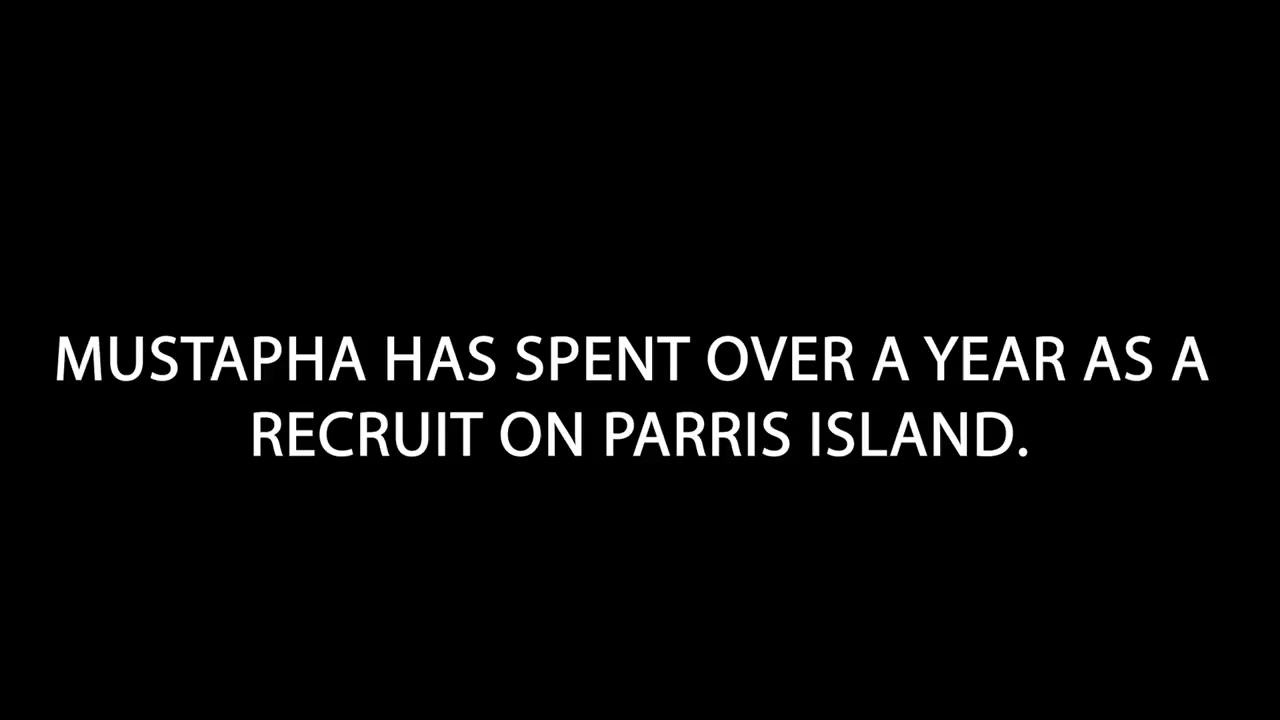 MUSTAPHA HAS SPENT OVER A YEAR AS A
RECRUIT ON PARRIS ISLAND.